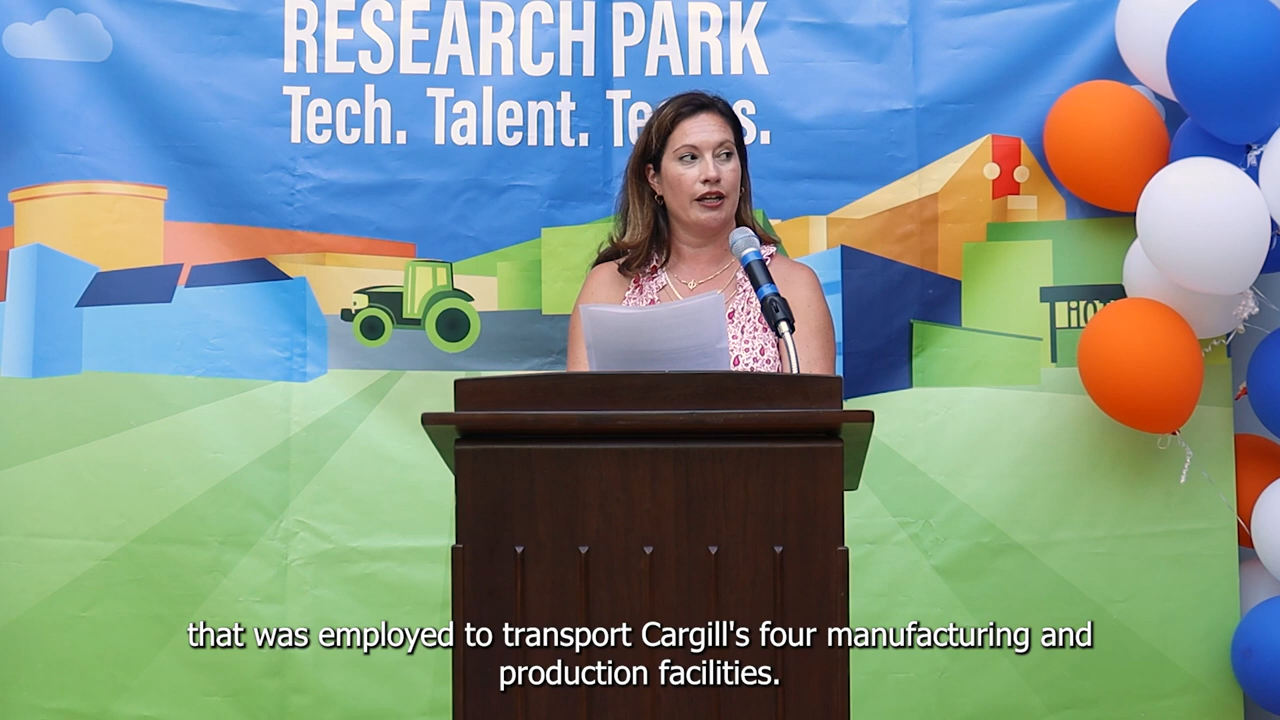 RESEARCH PARK
Tech. Talent.
that was employed to transport Cargill's four manufacturing and
production facilities.